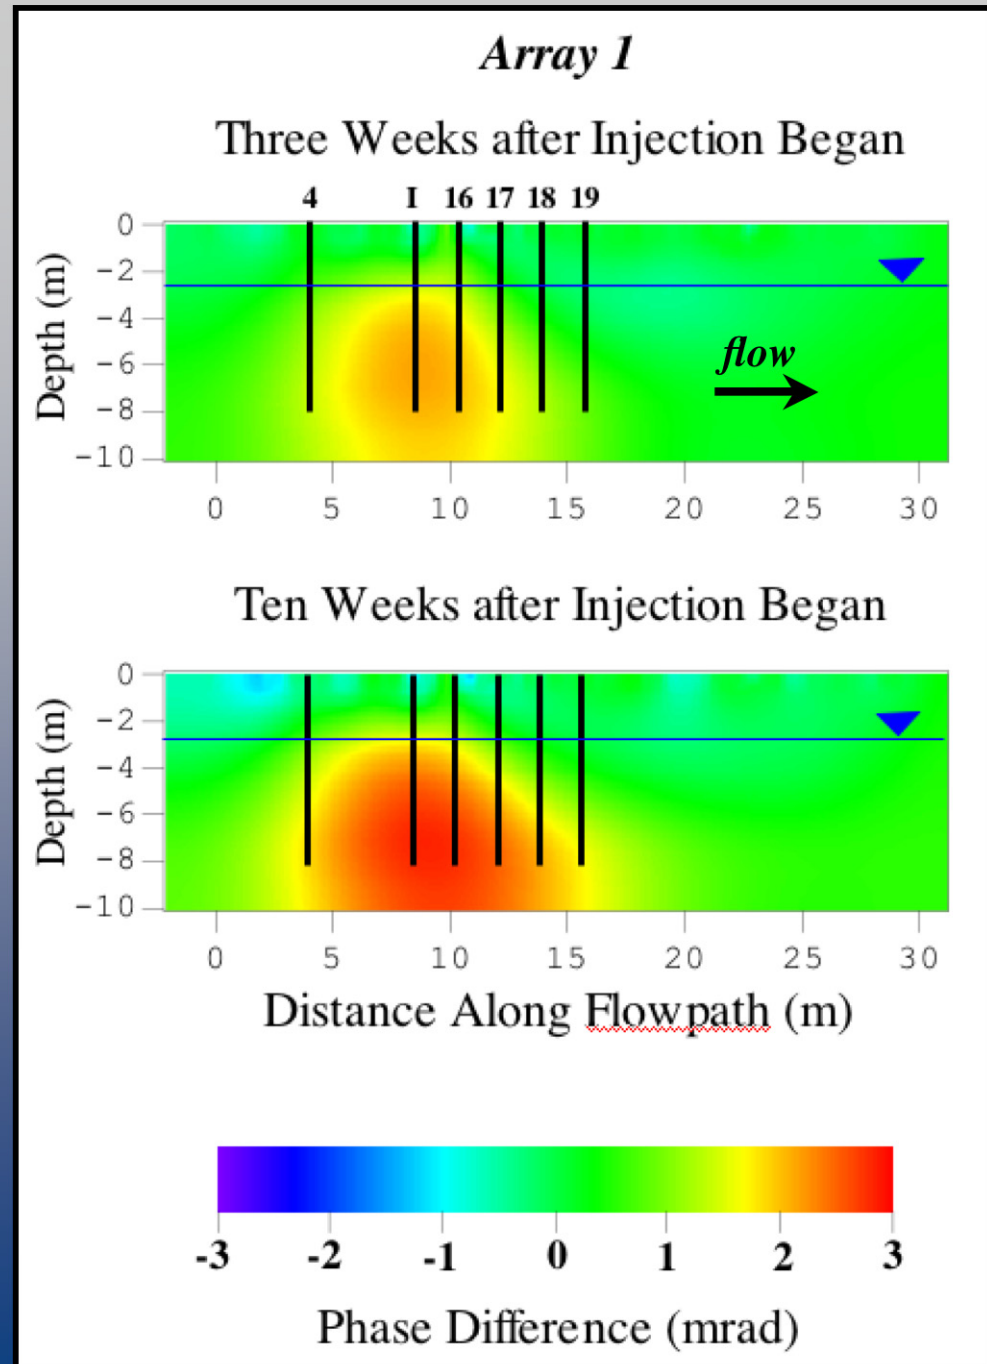 Array 1
Three Weeks after Injection Began
4 I 16 17 18 19
0
-2
-4
-6
-8
-10
Depth (m)
flow
0 5 10 15 20 25 30
Ten Weeks after Injection Began
0
-2
-4
-6
-8
-10
Depth (m)
0 5 10 15 20 25 30
Distance Along Flowpath (m)
-3 -2 -1 0 1 2 3
Phase Difference (mrad)